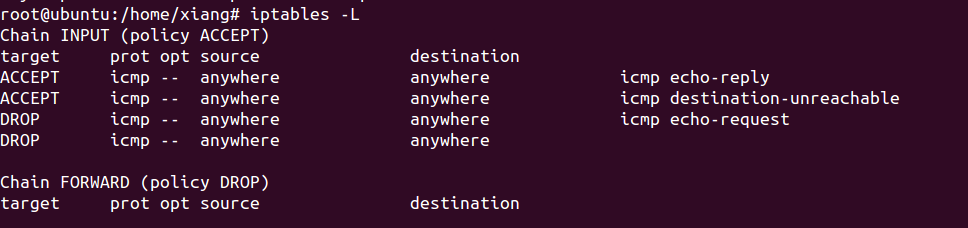 root@ubuntu:/home/xiang# iptables -L
Chain INPUT (policy ACCEPT)
target     prot opt source               destination
ACCEPT     icmp --  anywhere             anywhere             icmp echo-reply
ACCEPT     icmp --  anywhere             anywhere             icmp destination-unreachable
DROP       icmp --  anywhere             anywhere             icmp echo-request
DROP       icmp --  anywhere             anywhere
Chain FORWARD (policy DROP)
target     prot opt source               destination